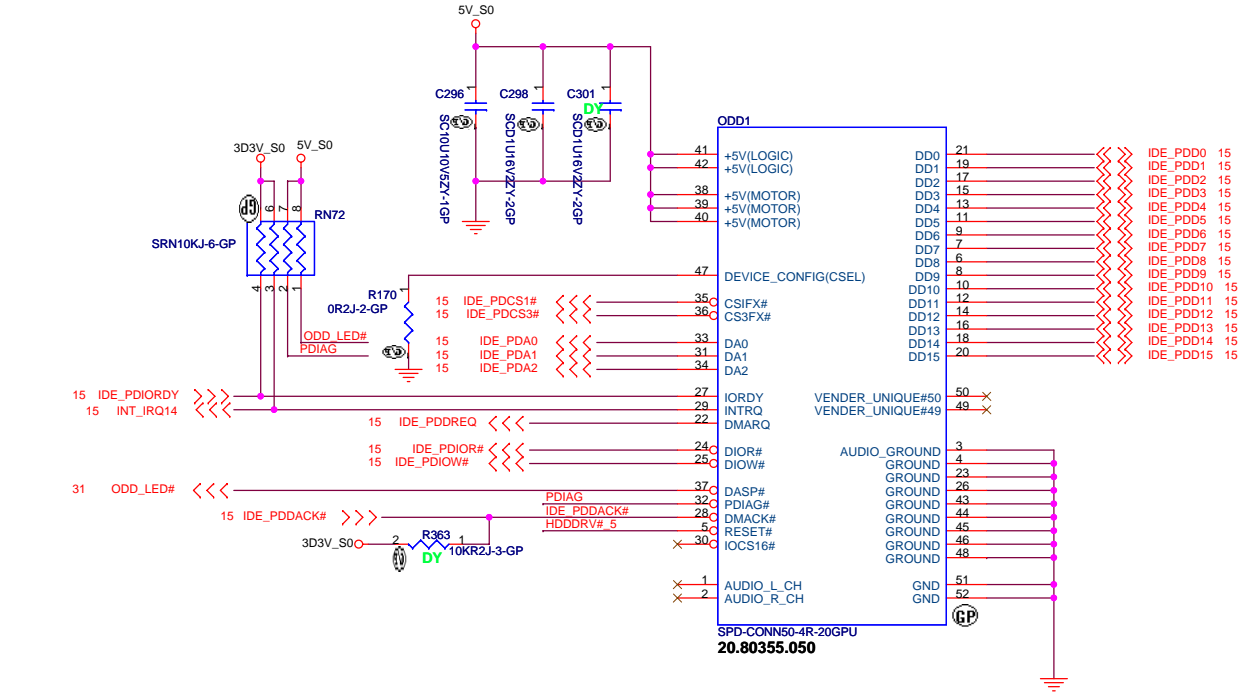 5V_S0
C296 1
C298 1
C301 1
DY
SC10U10V5ZY-1GP
SCD1U16V2ZY-2GP
SCD1U16V2ZY-2GP
3D3V_S0
5V_S0
GP
6
7
8
RN72
SRN10KJ-6-GP
4
3
2
1
R170
0R2J-2-GP
1
ODD_LED#
PDIAG
15 IDE_PDIORDY
15 INT_IRQ14
15 IDE_PDCS1#
15 IDE_PDCS3#
15 IDE_PDA0
15 IDE_PDA1
15 IDE_PDA2
15 IDE_PDDREQ
15 IDE_PDIOR#
15 IDE_PDIOW#
31 ODD_LED#
15 IDE_PDDACK#
PDIAG
IDE_PDDACK#
HDDDRV#_5
3D3V_S0
2
R363
1
10KR2J-3-GP
DY
ODD1
41 +5V(LOGIC)
42 +5V(LOGIC)
38 +5V(MOTOR)
39 +5V(MOTOR)
40 +5V(MOTOR)
47 DEVICE_CONFIG(CSEL)
35 CSIFX#
36 CS3FX#
33 DA0
31 DA1
34 DA2
27 IORDY
29 INTRQ
22 DMARQ
24 DIOR#
25 DIOW#
37 DASP#
32 PDIAG#
28 DMACK#
5 RESET#
30 IOCS16#
1 AUDIO_L_CH
2 AUDIO_R_CH
DD0 21 IDE_PDD0 15
DD1 19 IDE_PDD1 15
DD2 17 IDE_PDD2 15
DD3 15 IDE_PDD3 15
DD4 13 IDE_PDD4 15
DD5 11 IDE_PDD5 15
DD6 9 IDE_PDD6 15
DD7 7 IDE_PDD7 15
DD8 6 IDE_PDD8 15
DD9 8 IDE_PDD9 15
DD10 10 IDE_PDD10 15
DD11 12 IDE_PDD11 15
DD12 14 IDE_PDD12 15
DD13 16 IDE_PDD13 15
DD14 18 IDE_PDD14 15
DD15 20 IDE_PDD15 15
VENDER_UNIQUE#50 50
VENDER_UNIQUE#49 49
AUDIO_GROUND 3
GROUND 4
GROUND 23
GROUND 26
GROUND 43
GROUND 44
GROUND 45
GROUND 46
GROUND 48
GND 51
GND 52
GP
SPD-CONN50-4R-20GPU
20.80355.050